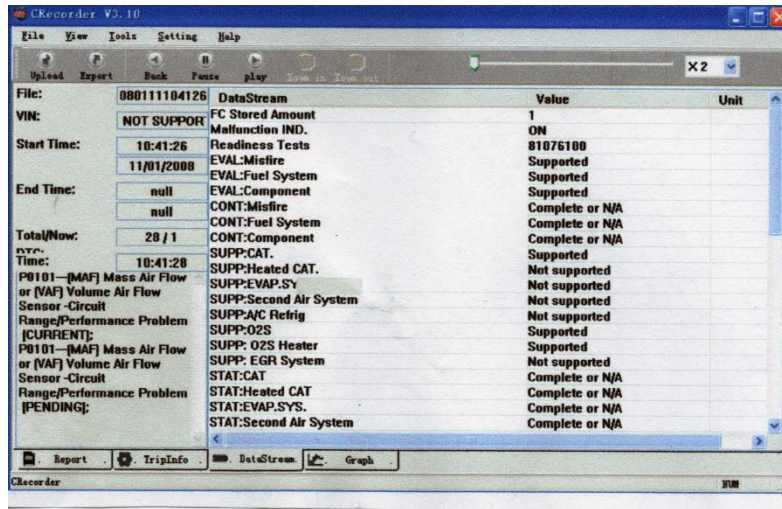 CRecorder V3.10
File View Tools Setting Help
Upload Export Back Pause play Zoom in Zoom out X2
File: 080111104126
VIN: NOT SUPPOR
Start Time: 10:41:26
11/01/2008
End Time: null
null
Total/Now: 28 / 1
DTC:
Time: 10:41:28
P0101—(MAF) Mass Air Flow
or (VAF) Volume Air Flow
Sensor -Circuit
Range/Performance Problem
[CURRENT];
P0101—(MAF) Mass Air Flow
or (VAF) Volume Air Flow
Sensor -Circuit
Range/Performance Problem
[PENDING];
DataStream Value Unit
FC Stored Amount 1
Malfunction IND. ON
Readiness Tests 81076100
EVAL:Misfire Supported
EVAL:Fuel System Supported
EVAL:Component Supported
CONT:Misfire Complete or N/A
CONT:Fuel System Complete or N/A
CONT:Component Complete or N/A
SUPP:CAT. Supported
SUPP:Heated CAT. Not supported
SUPP:EVAP.SY Not supported
SUPP:Second Air System Not supported
SUPP:A/C Refrig Not supported
SUPP:O2S Supported
SUPP: O2S Heater Supported
SUPP: EGR System Not supported
STAT:CAT Complete or N/A
STAT:Heated CAT Complete or N/A
STAT:EVAP.SYS. Complete or N/A
STAT:Second Air System Complete or N/A
Report . TripInfo . DataStream . Graph .
CRecorder NUM